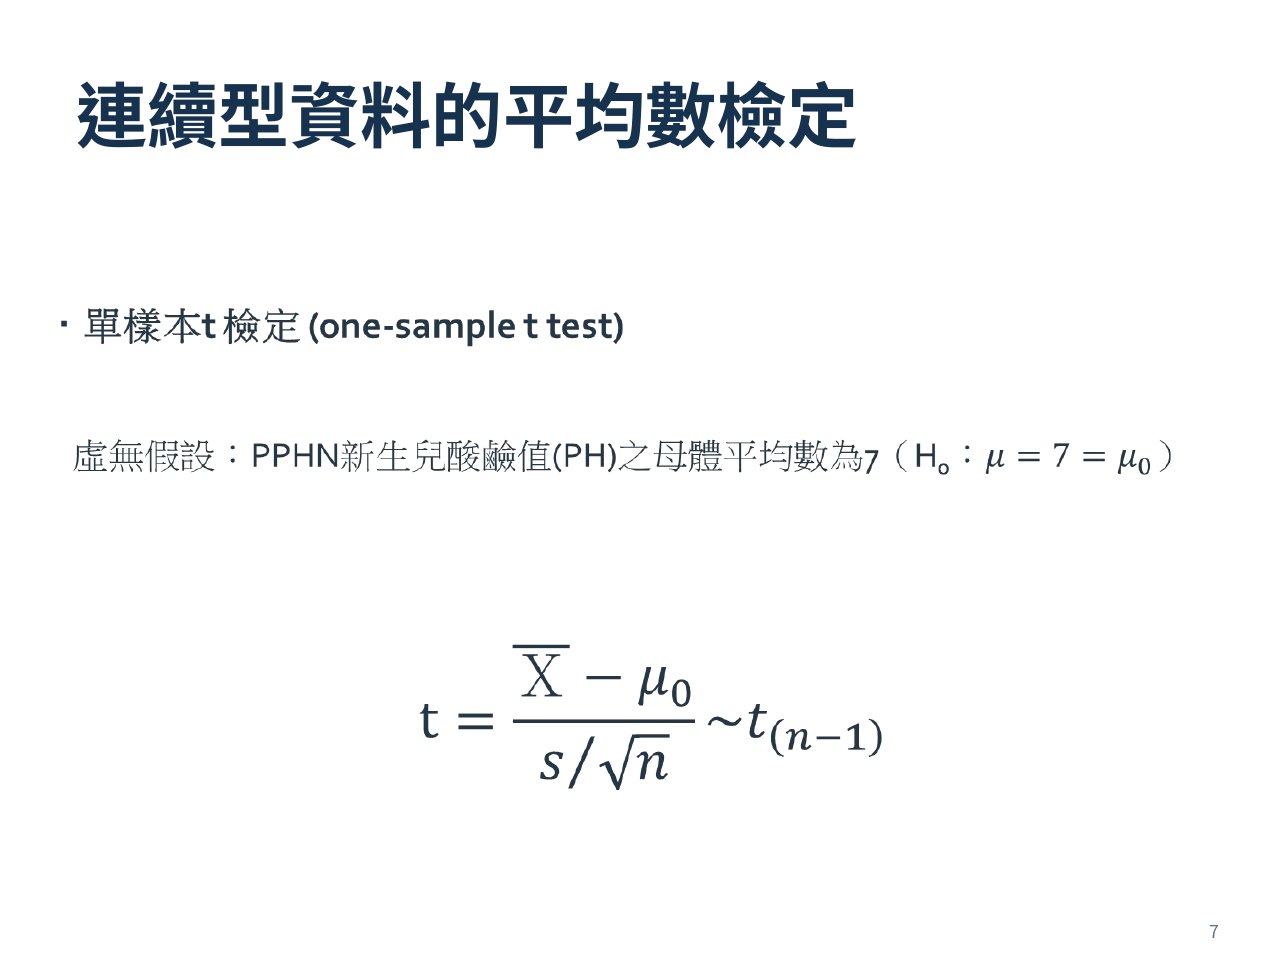 連續型資料的平均數檢定
▪ 單樣本t 檢定 (one-sample t test)
虛無假設：PPHN新生兒酸鹼值(PH)之母體平均數為7（H₀：𝜇 = 7 = 𝜇₀）
t = (X̅ − 𝜇₀) / (𝑠/√𝑛) ~𝑡₍𝑛₋₁₎
7